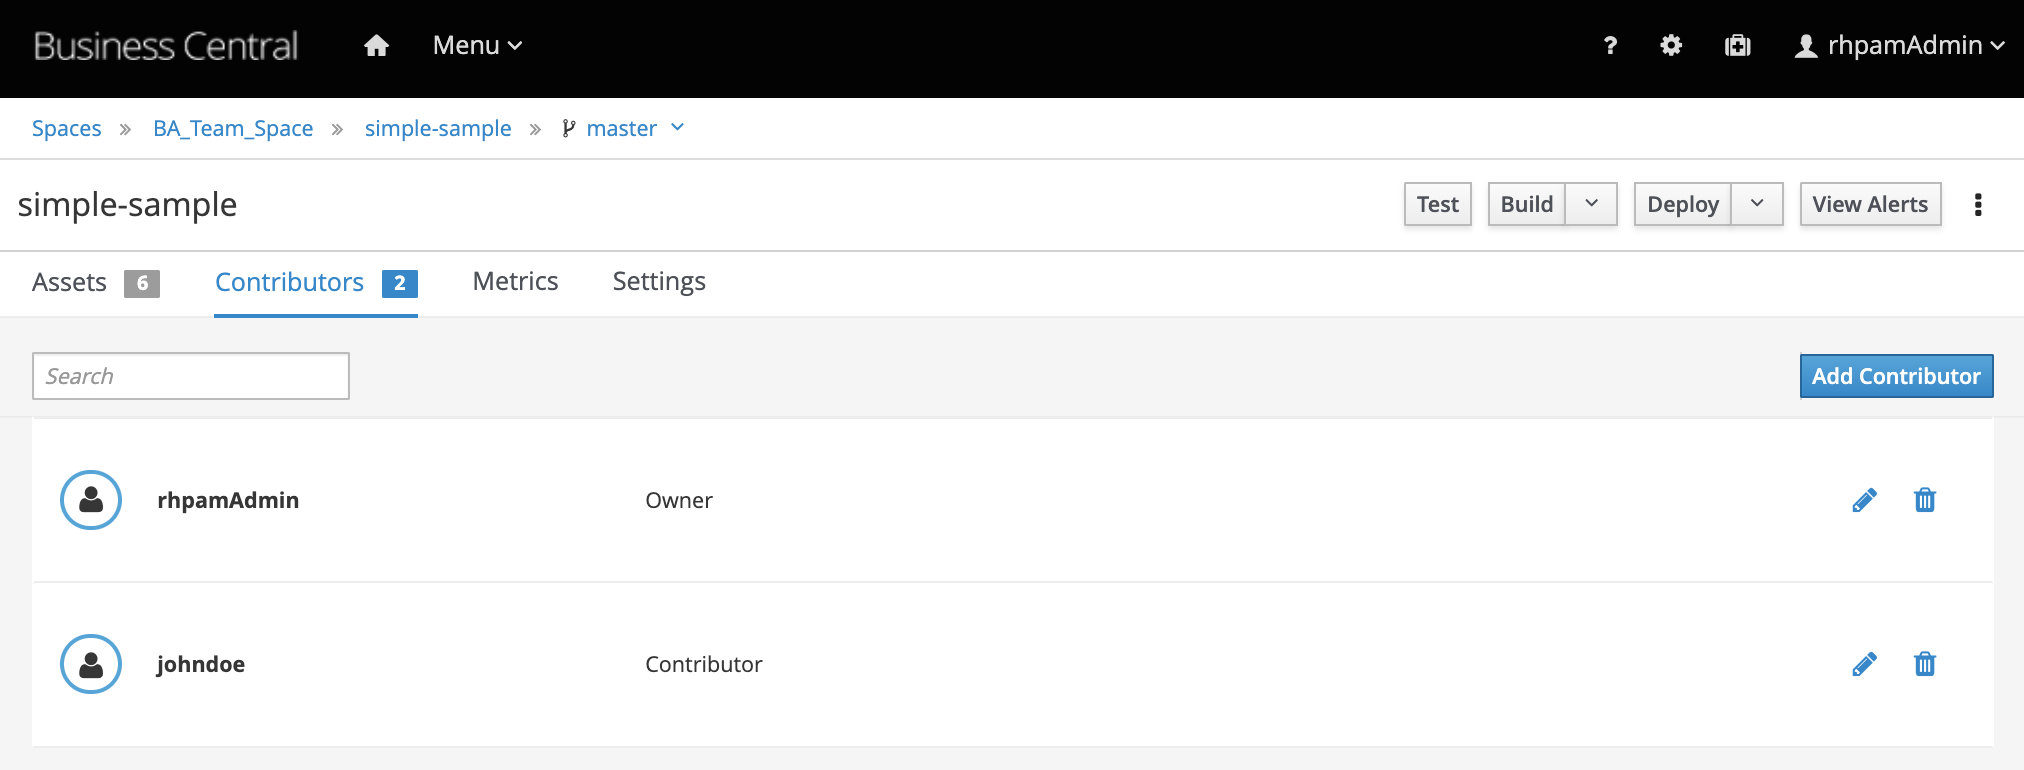 Business Central Menu ? rhpamAdmin
Spaces » BA_Team_Space » simple-sample » master
simple-sample Test Build Deploy View Alerts
Assets 6 Contributors 2 Metrics Settings
Search Add Contributor
rhpamAdmin Owner
johndoe Contributor